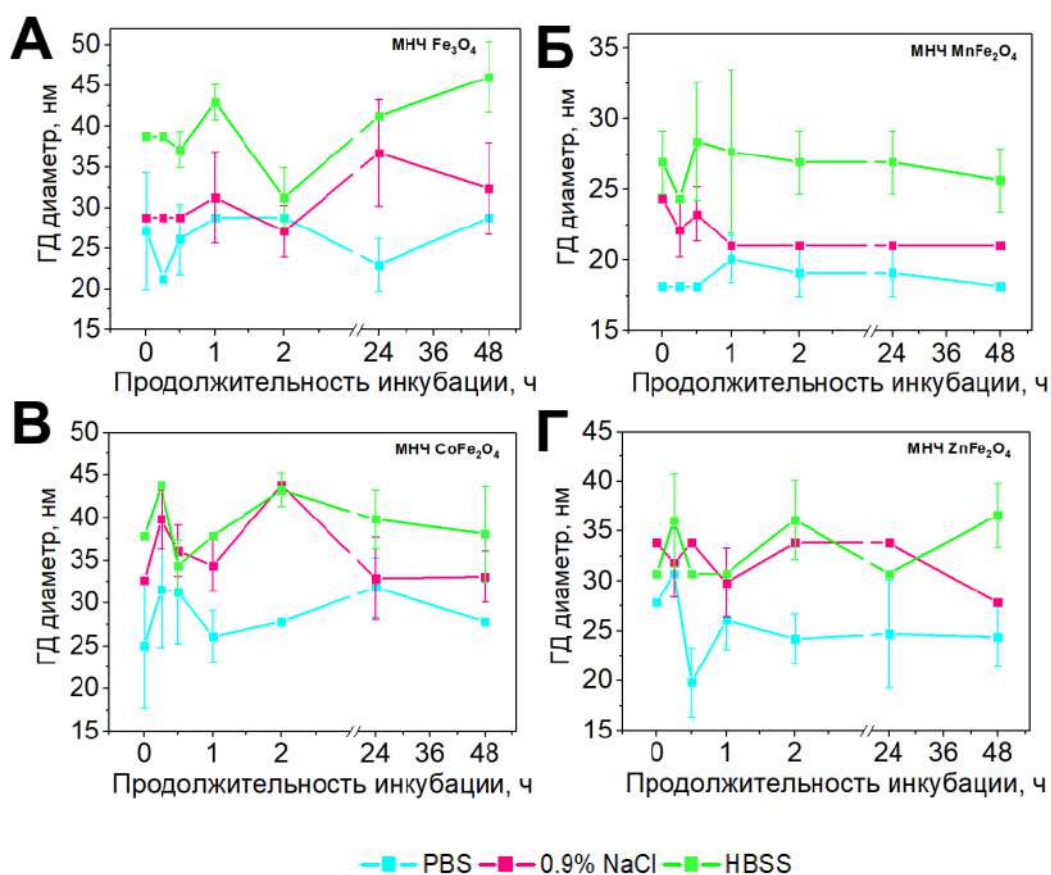 А
МНЧ Fe₃O₄
ГД диаметр, нм
50
45
40
35
30
25
20
15
0 1 2 24 36 48
Продолжительность инкубации, ч
Б
МНЧ MnFe₂O₄
ГД диаметр, нм
35
30
25
20
15
0 1 2 24 36 48
Продолжительность инкубации, ч
В
МНЧ CoFe₂O₄
ГД диаметр, нм
50
45
40
35
30
25
20
15
0 1 2 24 36 48
Продолжительность инкубации, ч
Г
МНЧ ZnFe₂O₄
ГД диаметр, нм
45
40
35
30
25
20
15
0 1 2 24 36 48
Продолжительность инкубации, ч
PBS 0.9% NaCl HBSS